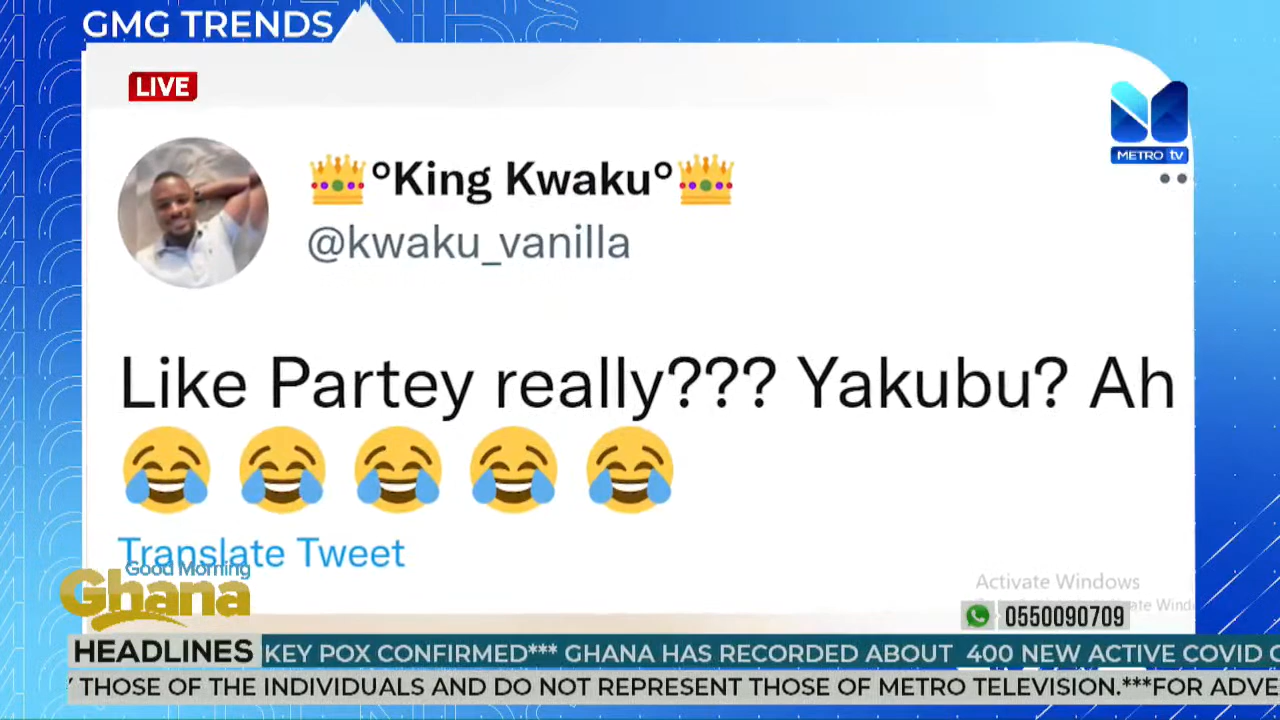 GMG TRENDS
LIVE
METRO tv
👑°King Kwaku°👑
@kwaku_vanilla
Like Partey really??? Yakubu? Ah
😂 😂 😂 😂 😂
Translate Tweet
Good Morning
Ghana
Activate Windows
0550090709
HEADLINES
KEY POX CONFIRMED*** GHANA HAS RECORDED ABOUT 400 NEW ACTIVE COVID
THOSE OF THE INDIVIDUALS AND DO NOT REPRESENT THOSE OF METRO TELEVISION.***FOR ADVE